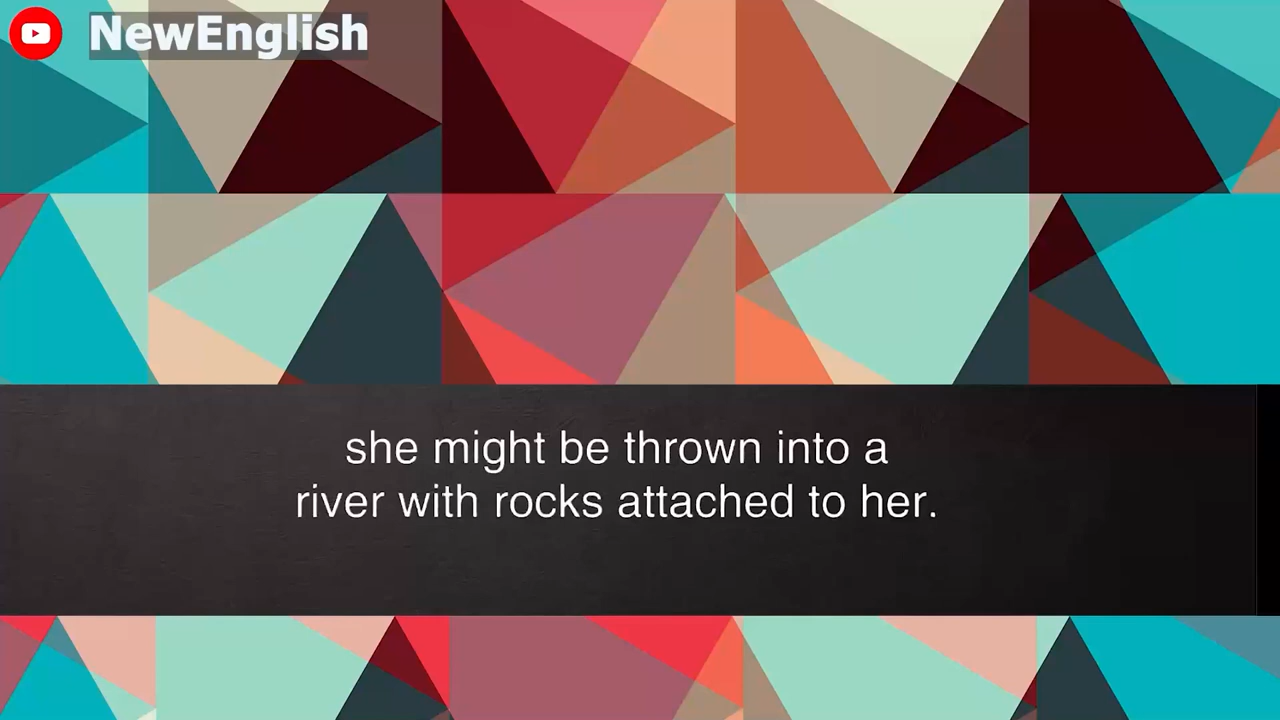 NewEnglish
she might be thrown into a
river with rocks attached to her.